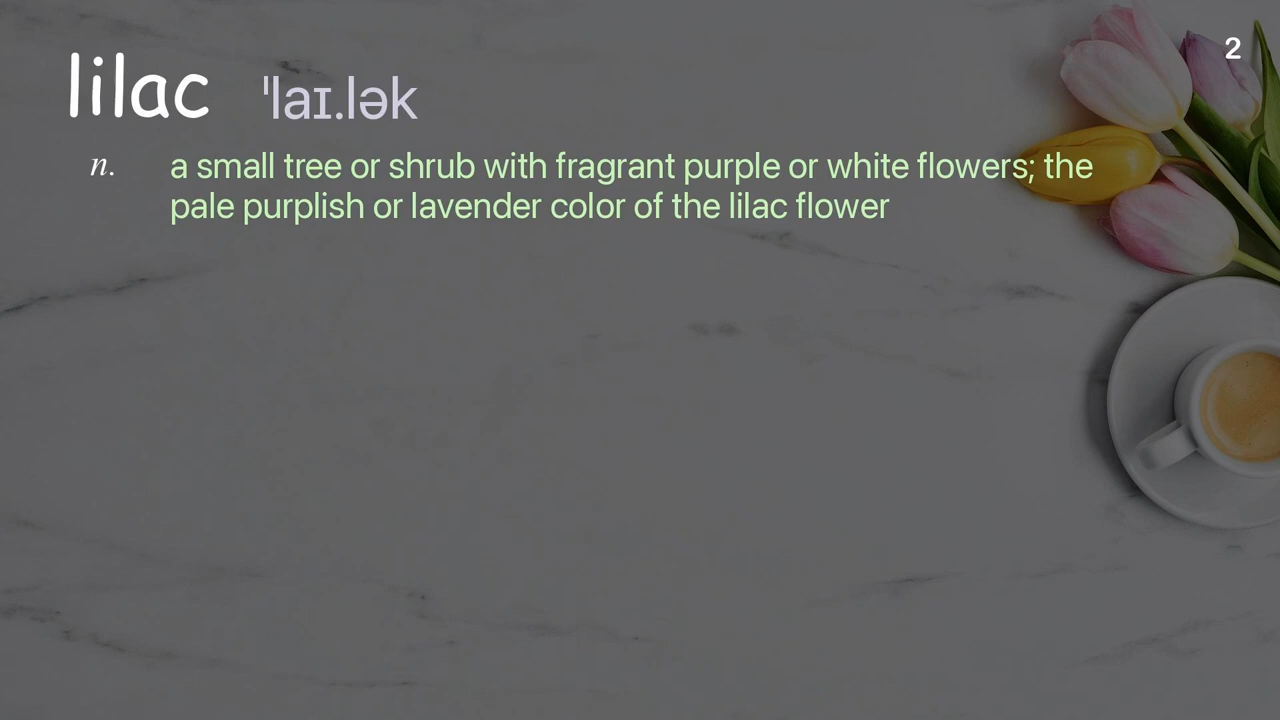 2
lilac ˈlaɪ.lək
n. a small tree or shrub with fragrant purple or white flowers; the
pale purplish or lavender color of the lilac flower